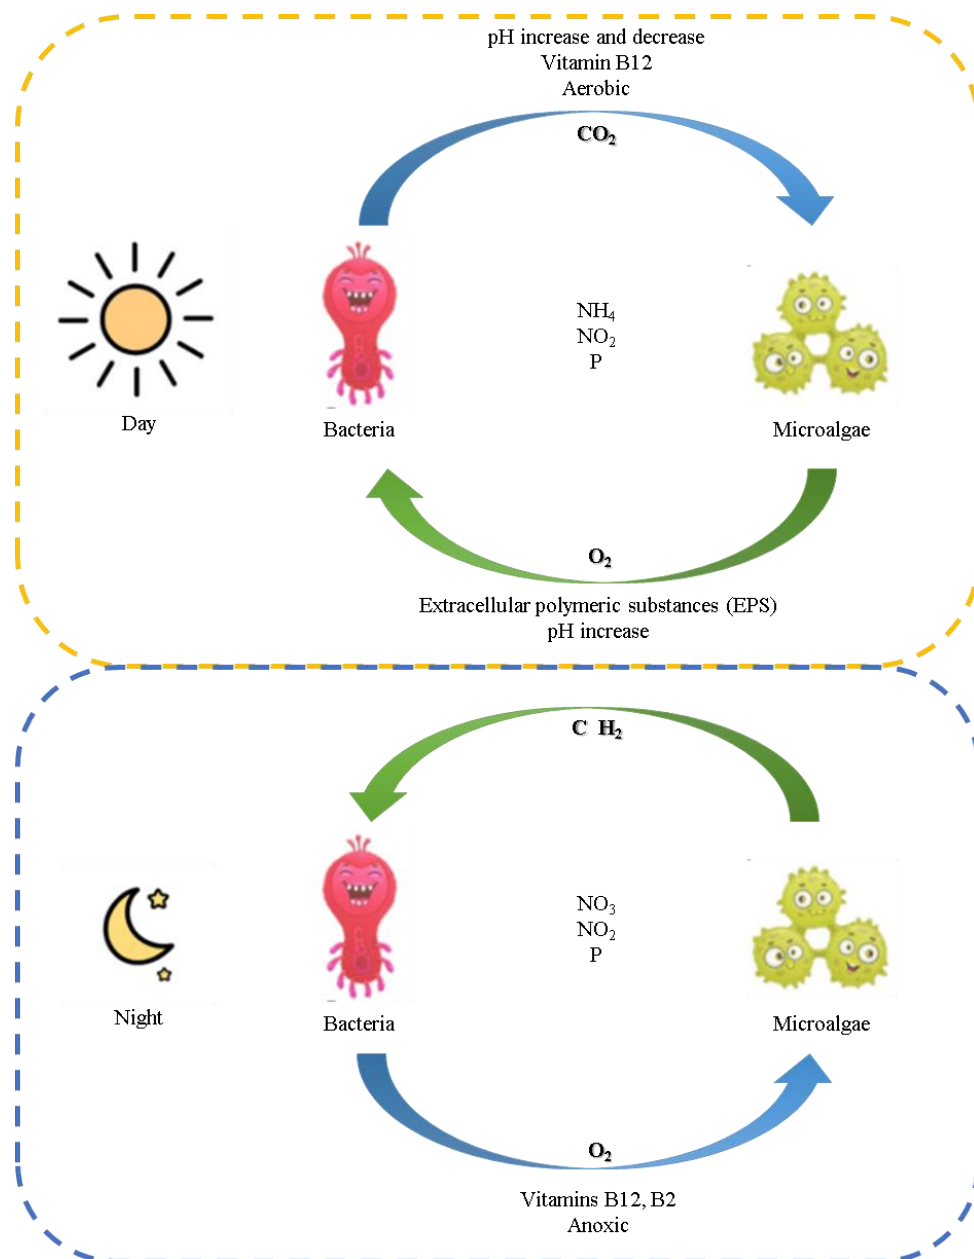 pH increase and decrease
Vitamin B12
Aerobic
CO₂
NH₄
NO₂
P
Day
Bacteria
Microalgae
O₂
Extracellular polymeric substances (EPS)
pH increase
C H₂
NO₃
NO₂
P
Night
Bacteria
Microalgae
O₂
Vitamins B12, B2
Anoxic